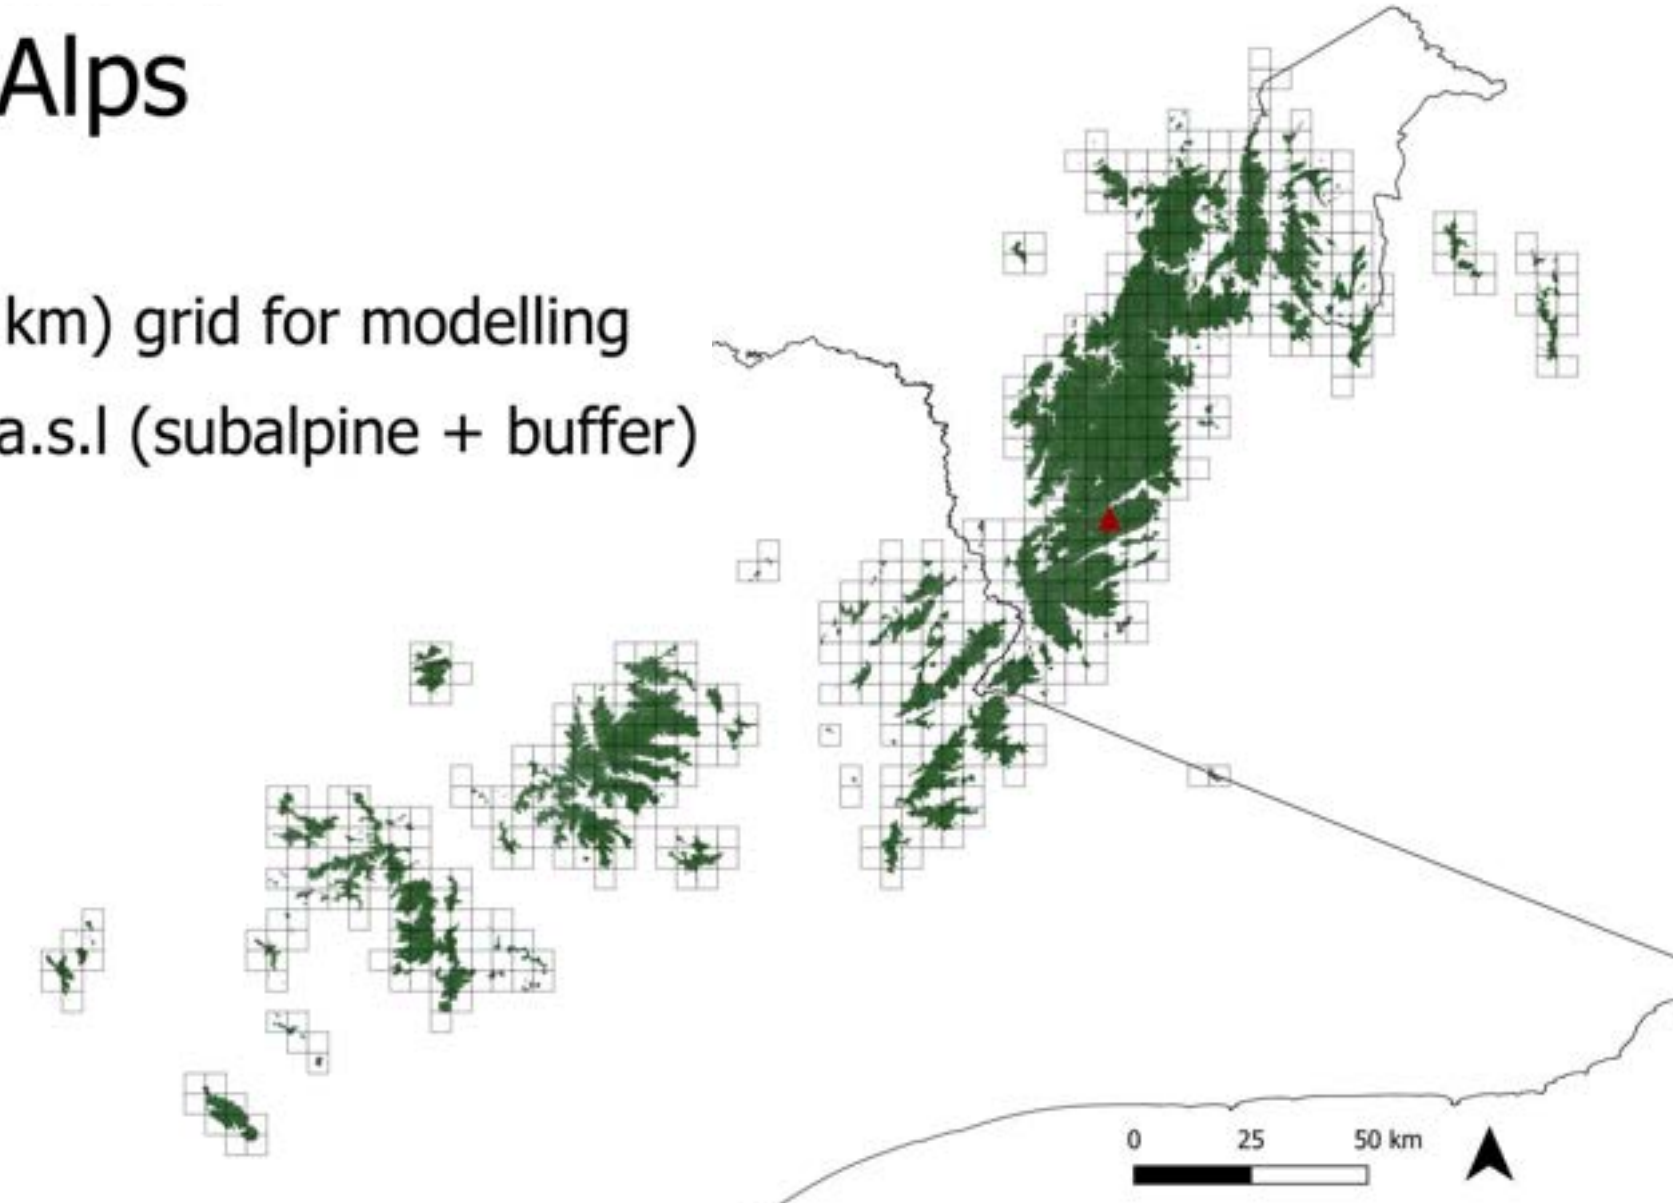 Alps
km) grid for modelling
a.s.l (subalpine + buffer)
0 25 50 km